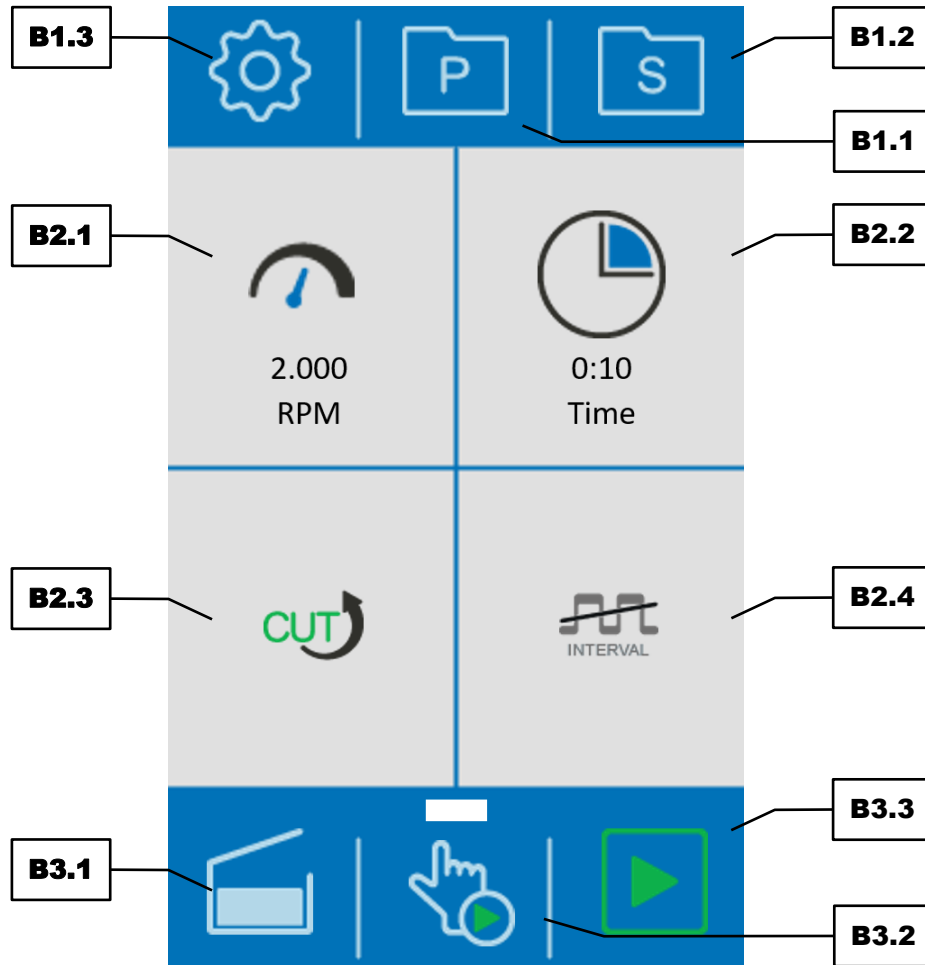 B1.3
P
S
B1.2
B1.1
B2.1
B2.2
2.000
RPM
0:10
Time
B2.3
CUT
INTERVAL
B2.4
B3.3
B3.1
B3.2